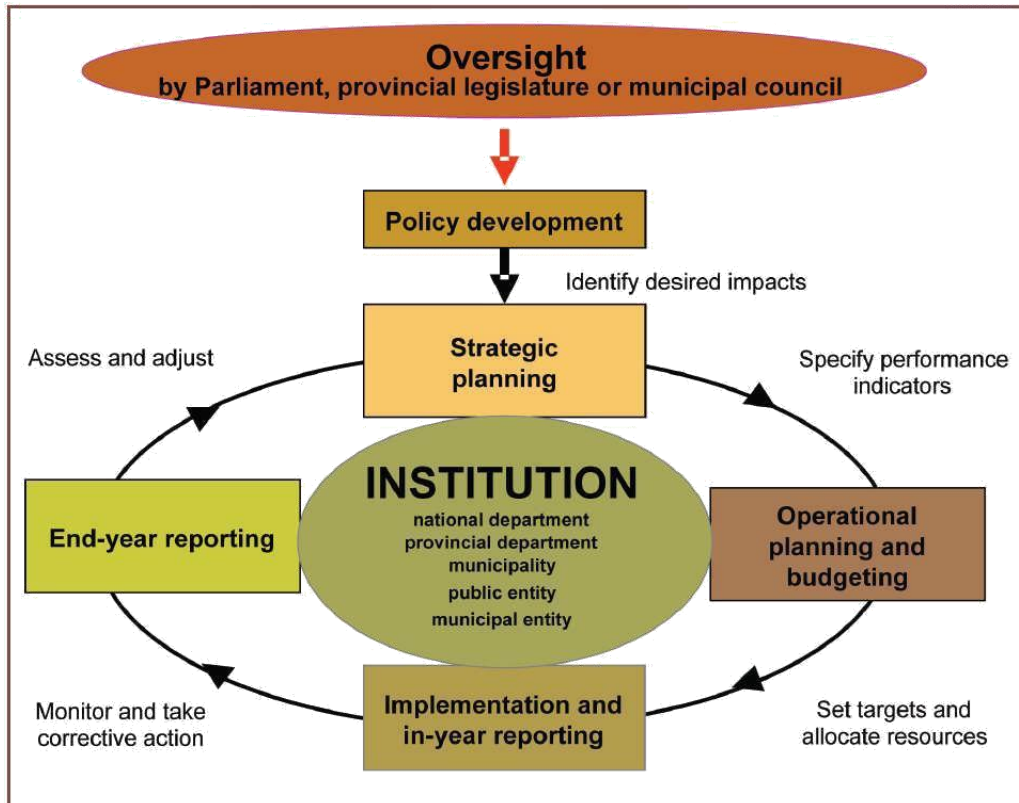 Oversight
by Parliament, provincial legislature or municipal council
Policy development
Identify desired impacts
Strategic
planning
Assess and adjust
Specify performance
indicators
INSTITUTION
national department
provincial department
municipality
public entity
municipal entity
End-year reporting
Operational
planning and
budgeting
Implementation and
in-year reporting
Monitor and take
corrective action
Set targets and
allocate resources